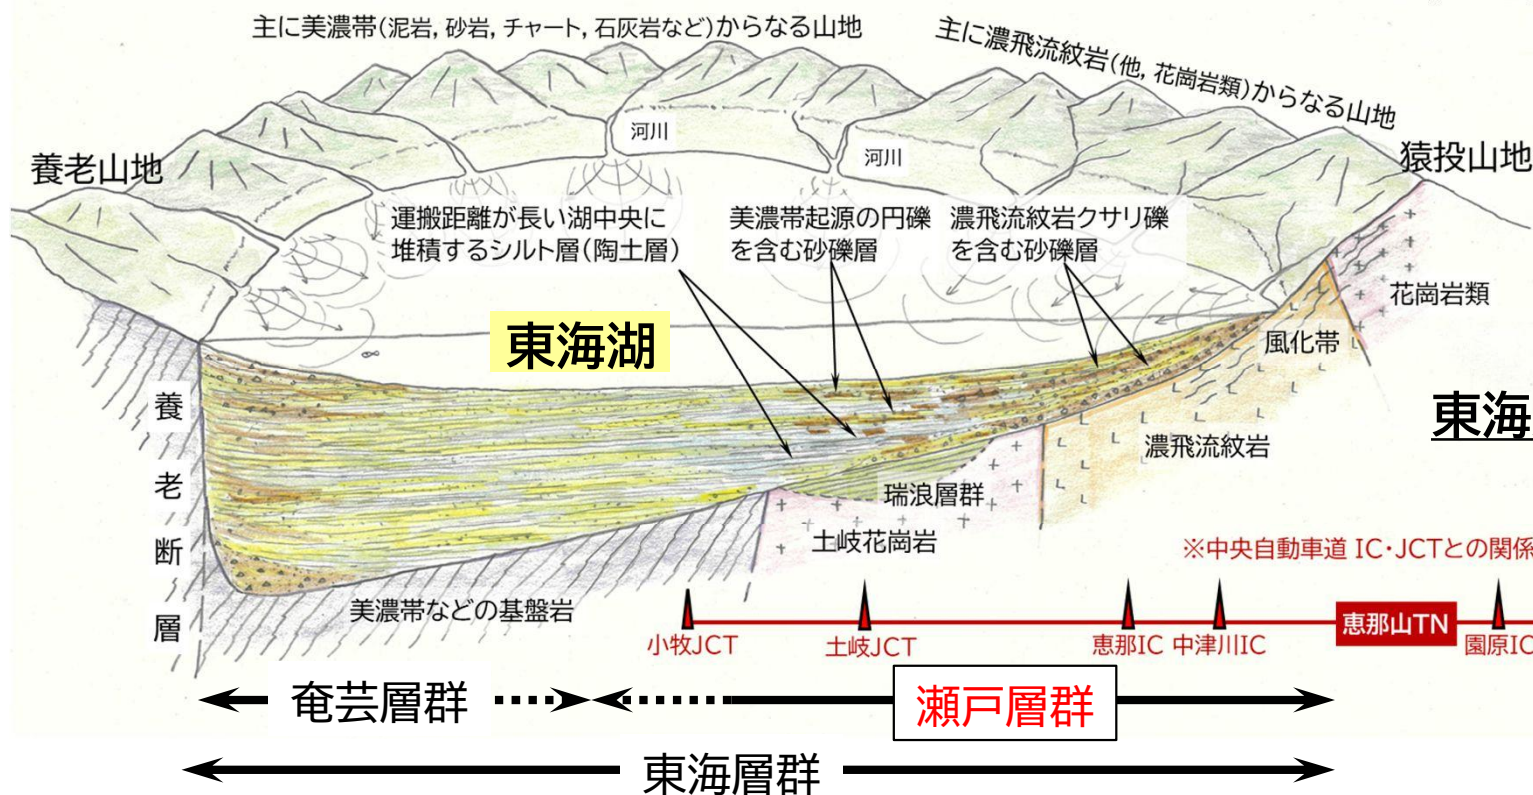 主に美濃帯(泥岩, 砂岩, チャート, 石灰岩など)からなる山地
主に濃飛流紋岩(他, 花崗岩類)からなる山地
養老山地
河川
河川
猿投山地
運搬距離が長い湖中央に
堆積するシルト層(陶土層)
美濃帯起源の円礫
を含む砂礫層
濃飛流紋岩クサリ礫
を含む砂礫層
花崗岩類
東海湖
風化帯
養老断層
東海
濃飛流紋岩
瑞浪層群
土岐花崗岩
※中央自動車道 IC・JCTとの関係
美濃帯などの基盤岩
小牧JCT
土岐JCT
恵那IC
中津川IC
恵那山TN
園原IC
奄芸層群
瀬戸層群
東海層群